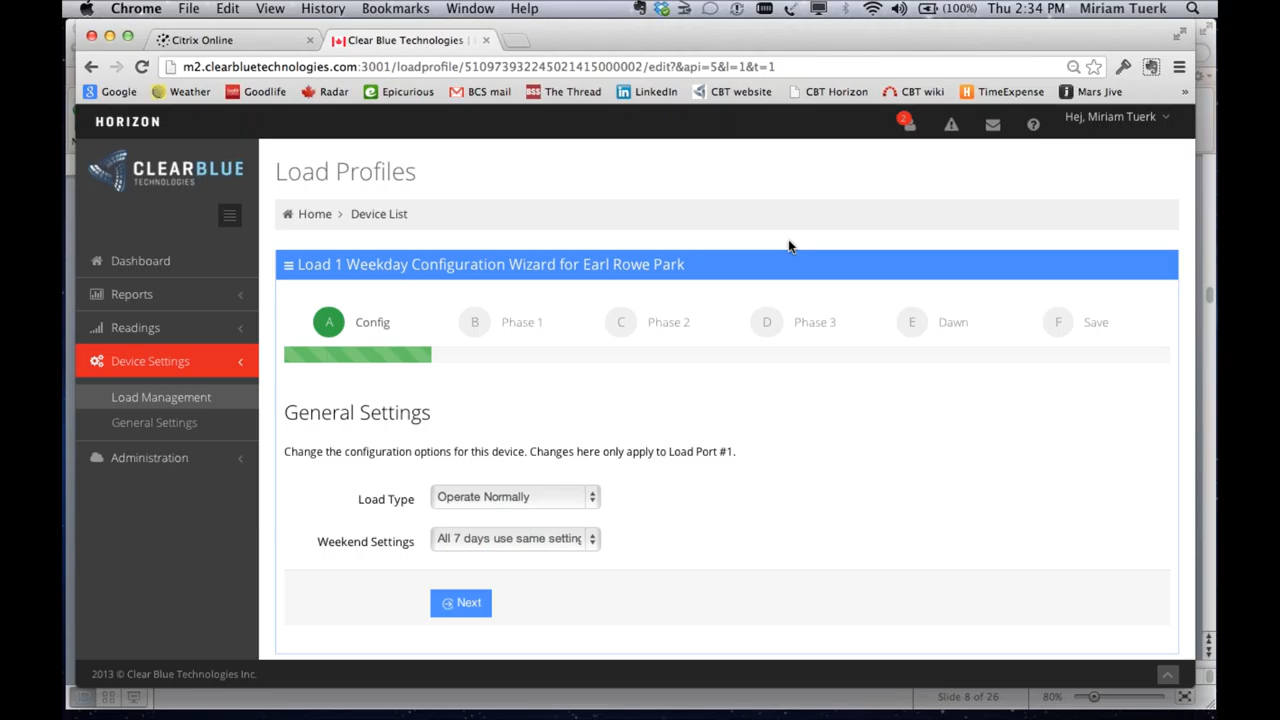 Chrome File Edit View History Bookmarks Window Help (100%) Thu 2:34 PM Miriam Tuerk
Citrix Online Clear Blue Technologies |
m2.clearbluetechnologies.com:3001/loadprofile/510973932245021415000002/edit?&api=5&l=1&t=1
Google Weather Goodlife Radar Epicurious BCS mail The Thread LinkedIn CBT website CBT Horizon CBT wiki TimeExpense Mars Jive »
HORIZON 2 Hej, Miriam Tuerk
CLEARBLUE
TECHNOLOGIES
Load Profiles
Home > Device List
Dashboard
Reports
Readings
Device Settings
Load Management
General Settings
Administration
Load 1 Weekday Configuration Wizard for Earl Rowe Park
A Config B Phase 1 C Phase 2 D Phase 3 E Dawn F Save
General Settings
Change the configuration options for this device. Changes here only apply to Load Port #1.
Load Type Operate Normally
Weekend Settings All 7 days use same setting
Next
2013 © Clear Blue Technologies Inc.
Slide 8 of 26 80%